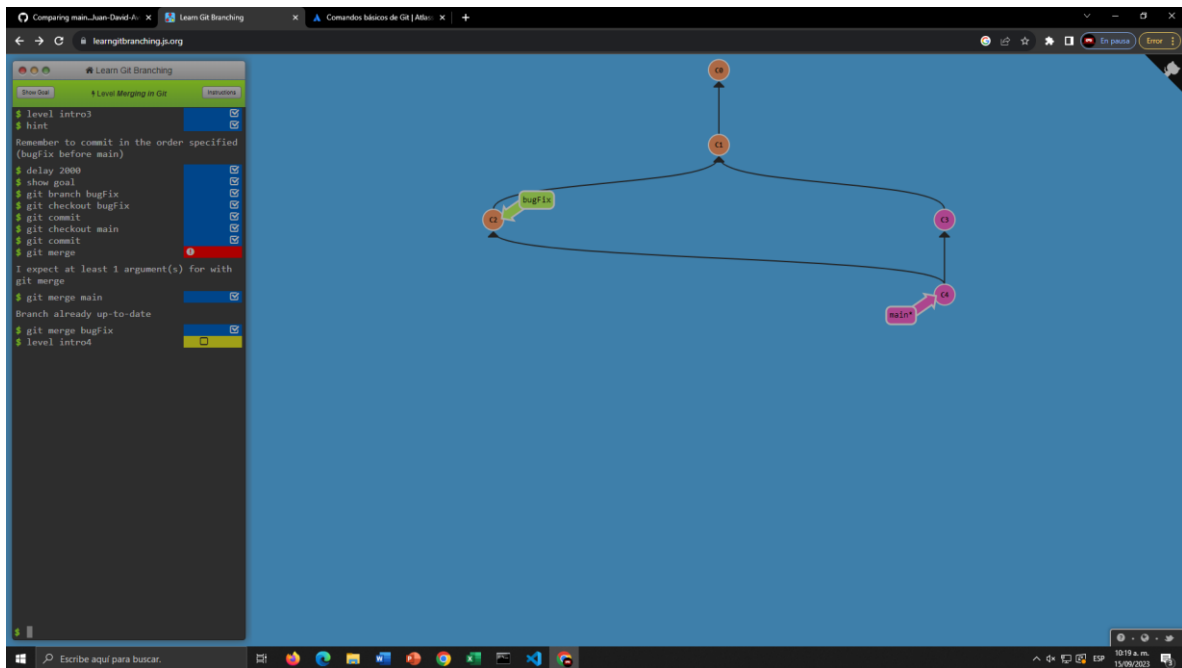 Comparing main...Juan-David-Av
Learn Git Branching
Comandos básicos de Git | Atlas
learngitbranching.js.org
En pausa
Error
Learn Git Branching
Show Goal
Level Merging in Git
Instructions
$ level intro3
$ hint
Remember to commit in the order specified
(bugFix before main)
$ delay 2000
$ show goal
$ git branch bugFix
$ git checkout bugFix
$ git commit
$ git checkout main
$ git commit
$ git merge
I expect at least 1 argument(s) for with
git merge
$ git merge main
Branch already up-to-date
$ git merge bugFix
$ level intro4
$
C0
C1
bugFix
C2
C3
C4
main*
Escribe aquí para buscar.
ESP
10:19 a. m.
15/09/2023